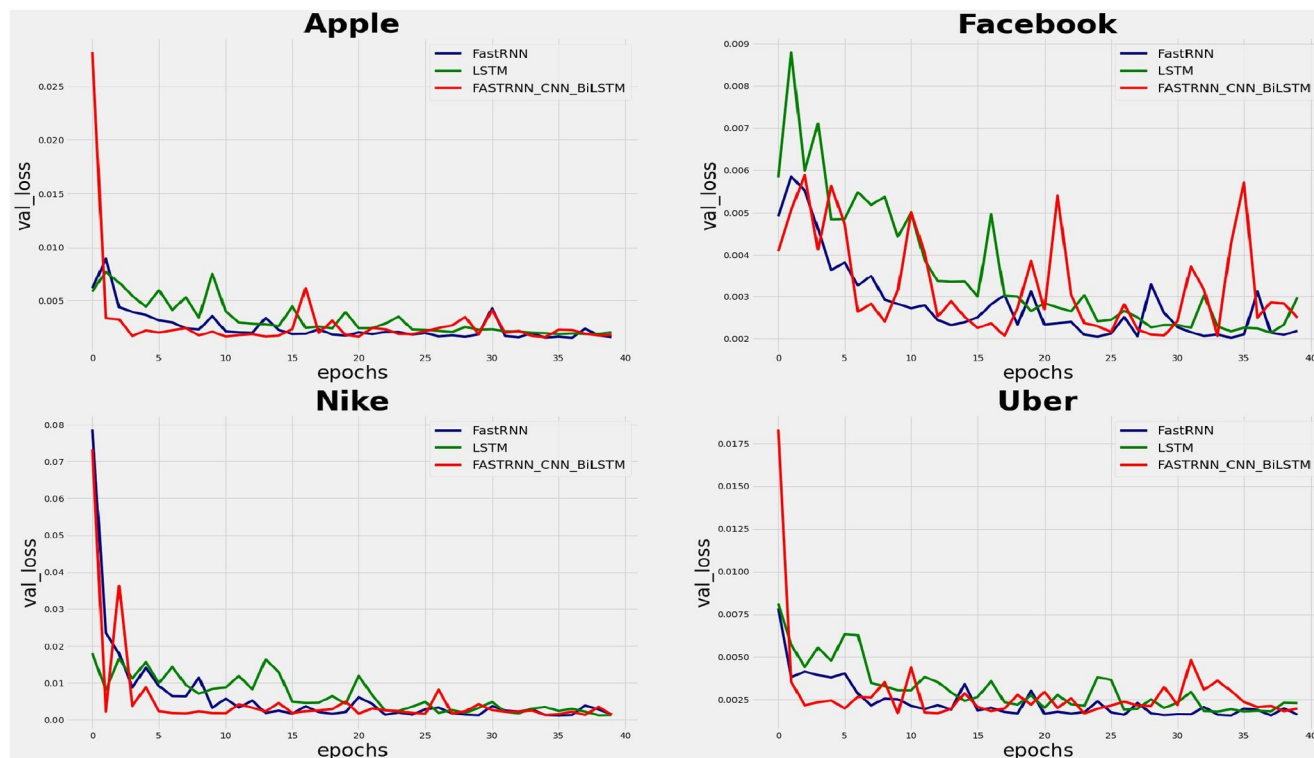 Apple
FastRNN
LSTM
FASTRNN_CNN_BiLSTM
val_loss
0.025
0.020
0.015
0.010
0.005
0 5 10 15 20 25 30 35 40
epochs
Facebook
FastRNN
LSTM
FASTRNN_CNN_BiLSTM
val_loss
0.009
0.008
0.007
0.006
0.005
0.004
0.003
0.002
0 5 10 15 20 25 30 35 40
epochs
Nike
FastRNN
LSTM
FASTRNN_CNN_BiLSTM
val_loss
0.08
0.07
0.06
0.05
0.04
0.03
0.02
0.01
0.00
0 5 10 15 20 25 30 35 40
epochs
Uber
FastRNN
LSTM
FASTRNN_CNN_BiLSTM
val_loss
0.0175
0.0150
0.0125
0.0100
0.0075
0.0050
0.0025
0 5 10 15 20 25 30 35 40
epochs